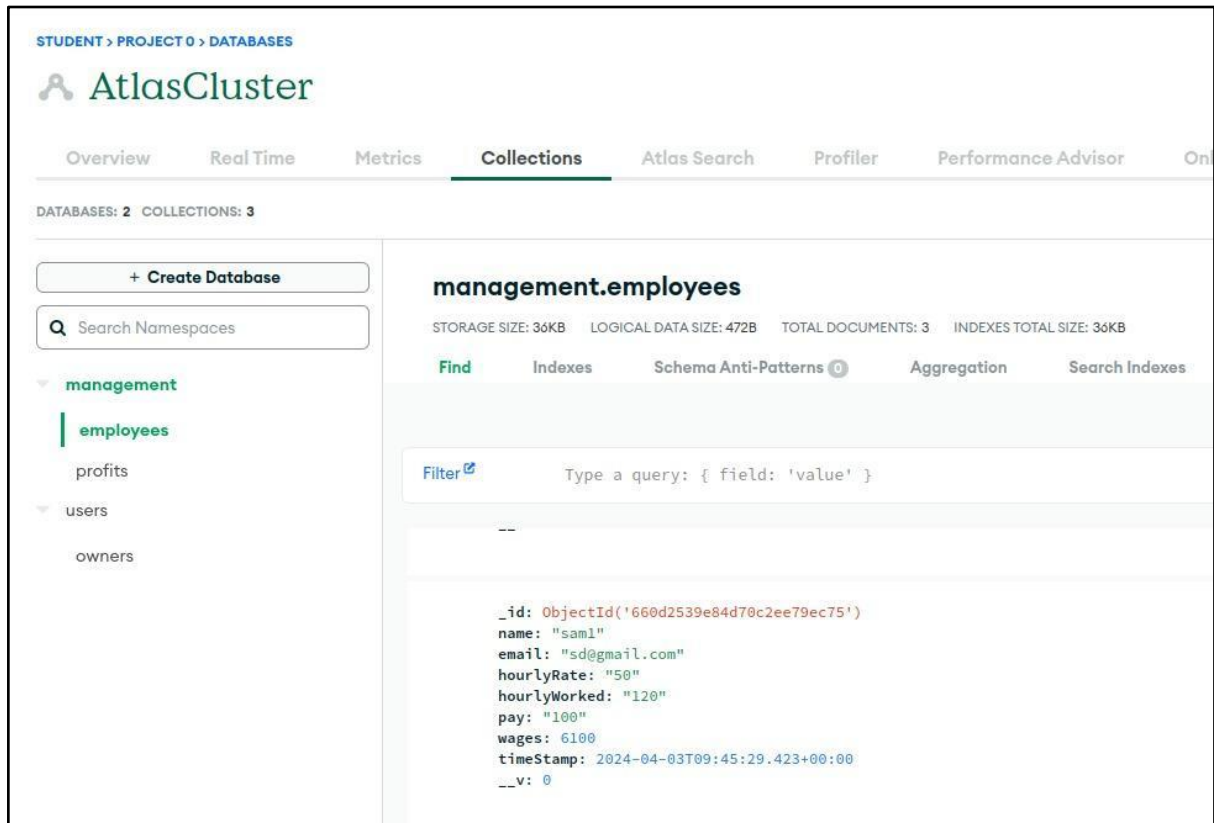 STUDENT > PROJECT 0 > DATABASES
AtlasCluster
Overview Real Time Metrics Collections Atlas Search Profiler Performance Advisor Onl
DATABASES: 2 COLLECTIONS: 3
+ Create Database
Search Namespaces
management
employees
profits
users
owners
management.employees
STORAGE SIZE: 36KB LOGICAL DATA SIZE: 472B TOTAL DOCUMENTS: 3 INDEXES TOTAL SIZE: 36KB
Find Indexes Schema Anti-Patterns 0 Aggregation Search Indexes
Filter Type a query: { field: 'value' }
_id: ObjectId('660d2539e84d70c2ee79ec75')
name: "sam1"
email: "sd@gmail.com"
hourlyRate: "50"
hourlyWorked: "120"
pay: "100"
wages: 6100
timeStamp: 2024-04-03T09:45:29.423+00:00
__v: 0